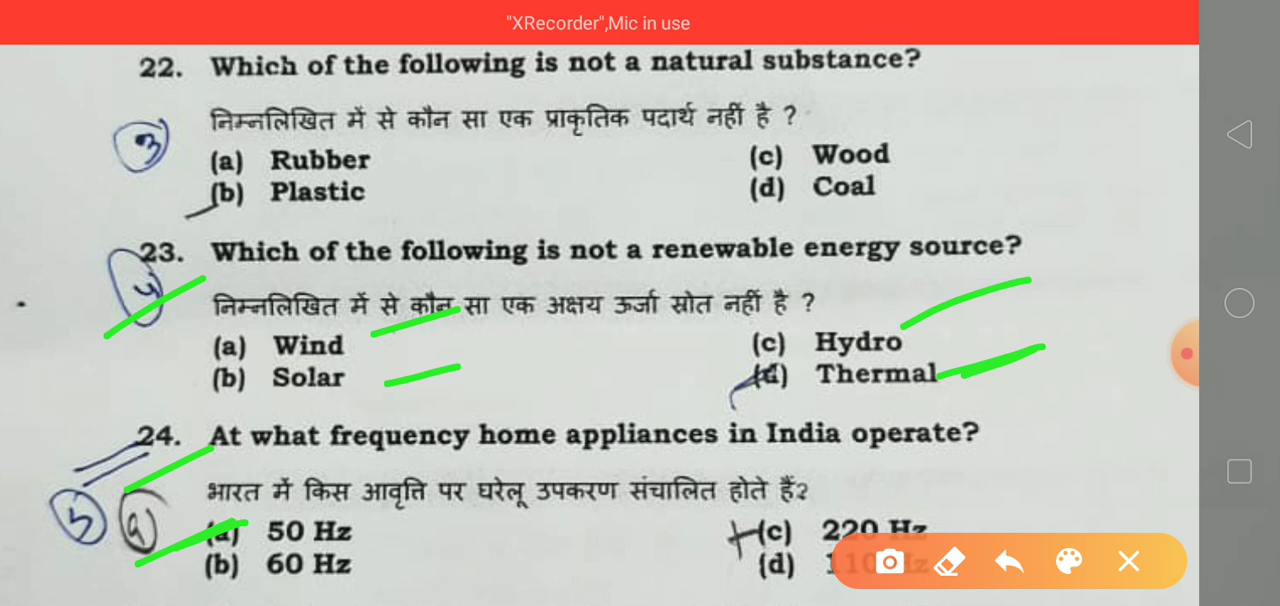 "XRecorder",Mic in use
22. Which of the following is not a natural substance?
निम्नलिखित में से कौन सा एक प्राकृतिक पदार्थ नहीं है ?
(a) Rubber (c) Wood
(b) Plastic (d) Coal
23. Which of the following is not a renewable energy source?
निम्नलिखित में से कौन सा एक अक्षय ऊर्जा स्रोत नहीं है ?
(a) Wind (c) Hydro
(b) Solar (d) Thermal
24. At what frequency home appliances in India operate?
भारत में किस आवृत्ति पर घरेलू उपकरण संचालित होते हैं?
(a) 50 Hz (c) 220 Hz
(b) 60 Hz (d) 110 Hz